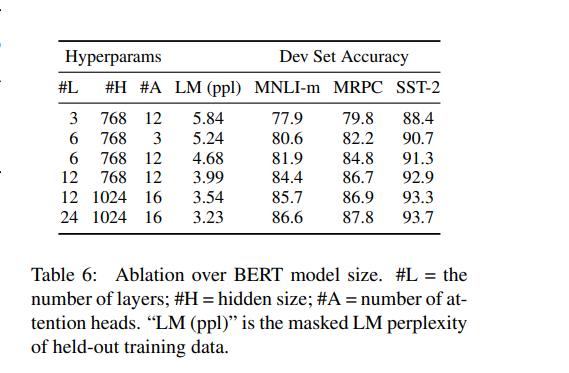 Hyperparams Dev Set Accuracy
#L #H #A LM (ppl) MNLI-m MRPC SST-2
3 768 12 5.84 77.9 79.8 88.4
6 768 3 5.24 80.6 82.2 90.7
6 768 12 4.68 81.9 84.8 91.3
12 768 12 3.99 84.4 86.7 92.9
12 1024 16 3.54 85.7 86.9 93.3
24 1024 16 3.23 86.6 87.8 93.7
Table 6: Ablation over BERT model size. #L = the
number of layers; #H = hidden size; #A = number of at-
tention heads. “LM (ppl)” is the masked LM perplexity
of held-out training data.